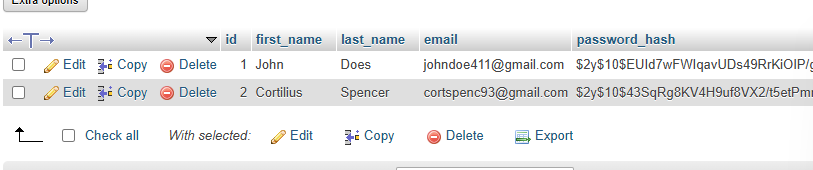 Extra options
id first_name last_name email password_hash
Edit Copy Delete 1 John Does johndoe411@gmail.com $2y$10$EUId7wFWIqavUDs49RrKiOIP/g
Edit Copy Delete 2 Cortilius Spencer cortspenc93@gmail.com $2y$10$43SqRg8KV4H9uf8VX2/t5etPmr
Check all With selected: Edit Copy Delete Export